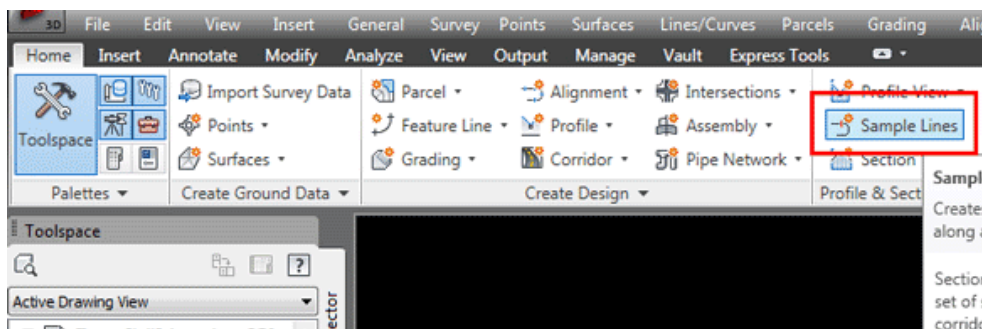 3D File Edit View Insert General Survey Points Surfaces Lines/Curves Parcels Grading
Home Insert Annotate Modify Analyze View Output Manage Vault Express Tools
Toolspace
Import Survey Data
Points
Surfaces
Parcel
Feature Line
Grading
Alignment
Profile
Corridor
Intersections
Assembly
Pipe Network
Profile View
Sample Lines
Section
Palettes
Create Ground Data
Create Design
Profile & Sect
Sampl
Create
along a
Section
set of s
corrido
Toolspace
?
Active Drawing View
ector